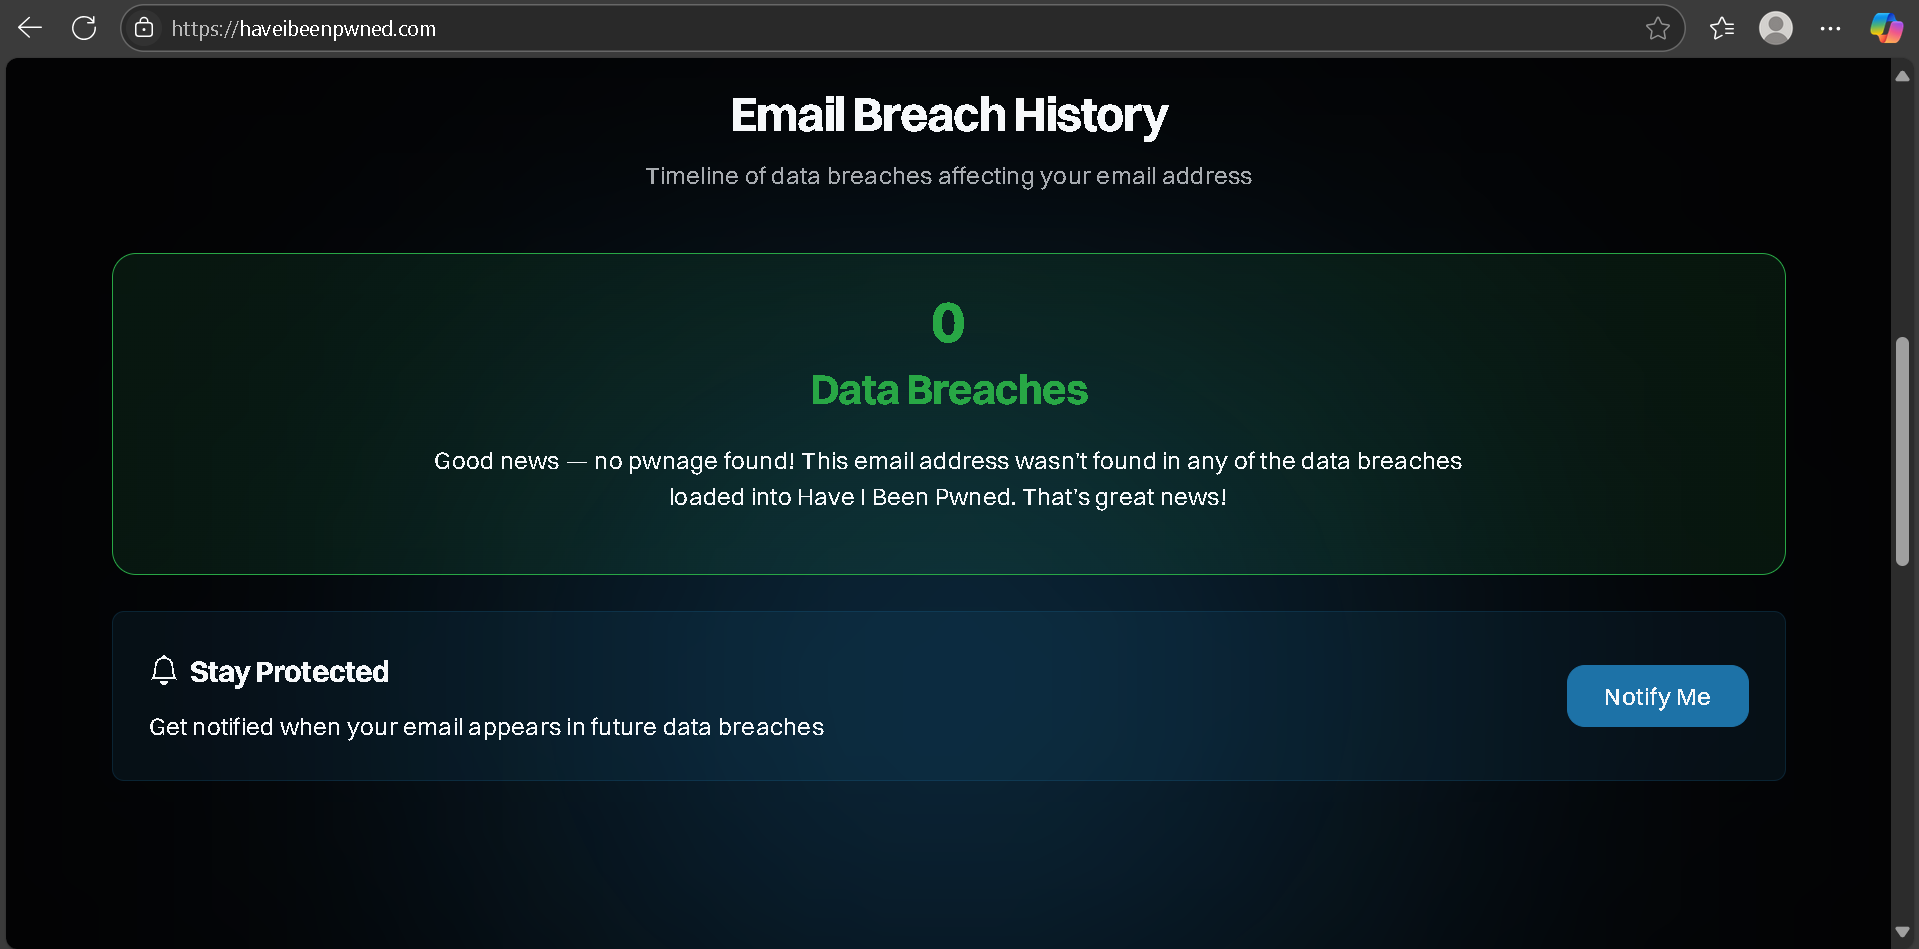 https://haveibeenpwned.com
Email Breach History
Timeline of data breaches affecting your email address
0
Data Breaches
Good news — no pwnage found! This email address wasn't found in any of the data breaches
loaded into Have I Been Pwned. That's great news!
Stay Protected
Get notified when your email appears in future data breaches
Notify Me